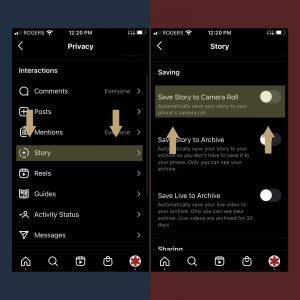 ROGERS
12:20 PM
Privacy
Interactions
Comments
Everyone
Posts
Mentions
Everyone
Story
Reels
Guides
Activity Status
Messages
ROGERS
12:20 PM
Story
Saving
Save Story to Camera Roll
Automatically save your story to your
phone's camera roll.
Save Story to Archive
Automatically save your story to your
archive so you don't have to save it to
your phone. Only you can see your
archive.
Save Live to Archive
Automatically save your live video to
your archive. Only you can see your
archive. Live videos are archived for 30
days
Sharing